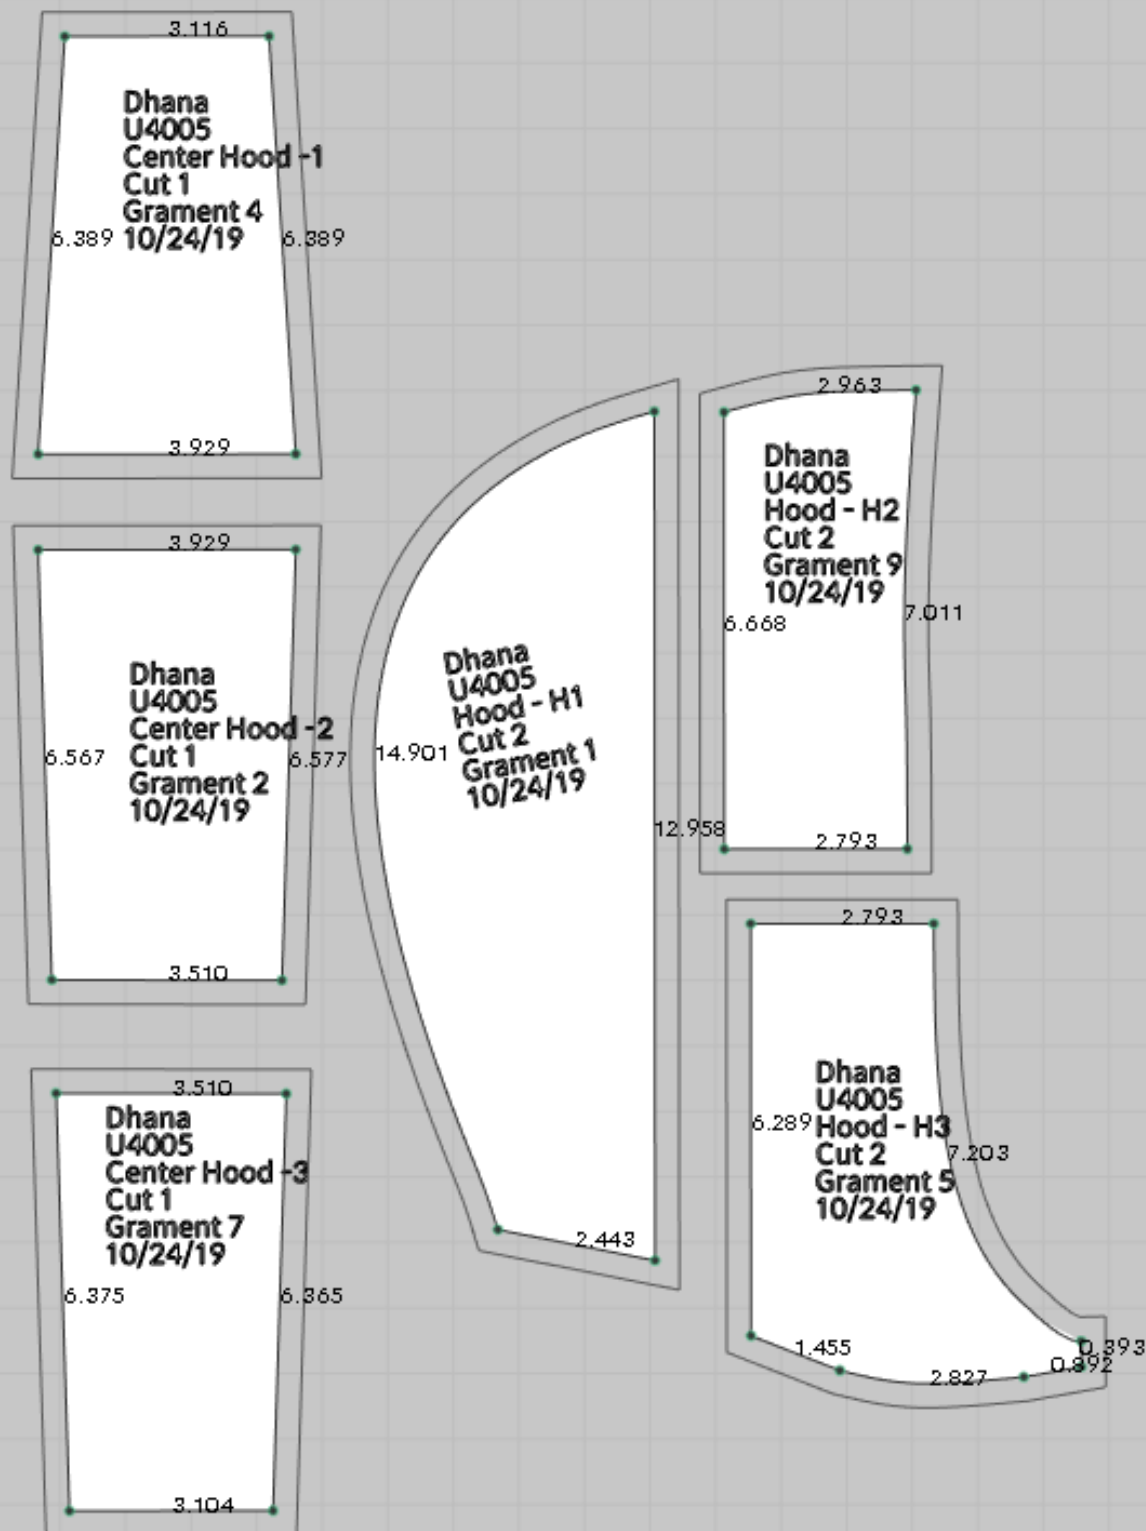 3.116
Dhana
U4005
Center Hood -1
Cut 1
Grament 4
10/24/19
6.389
6.389
3.929
3.929
Dhana
U4005
Center Hood -2
Cut 1
Grament 2
10/24/19
6.567
6.577
3.510
3.510
Dhana
U4005
Center Hood -3
Cut 1
Grament 7
10/24/19
6.375
6.365
3.104
Dhana
U4005
Hood - H1
Cut 2
Grament 1
10/24/19
14.901
12.958
2.443
2.963
Dhana
U4005
Hood - H2
Cut 2
Grament 9
10/24/19
6.668
7.011
2.793
2.793
Dhana
U4005
Hood - H3
Cut 2
Grament 5
10/24/19
6.289
7.203
1.455
2.827
0.393
0.892